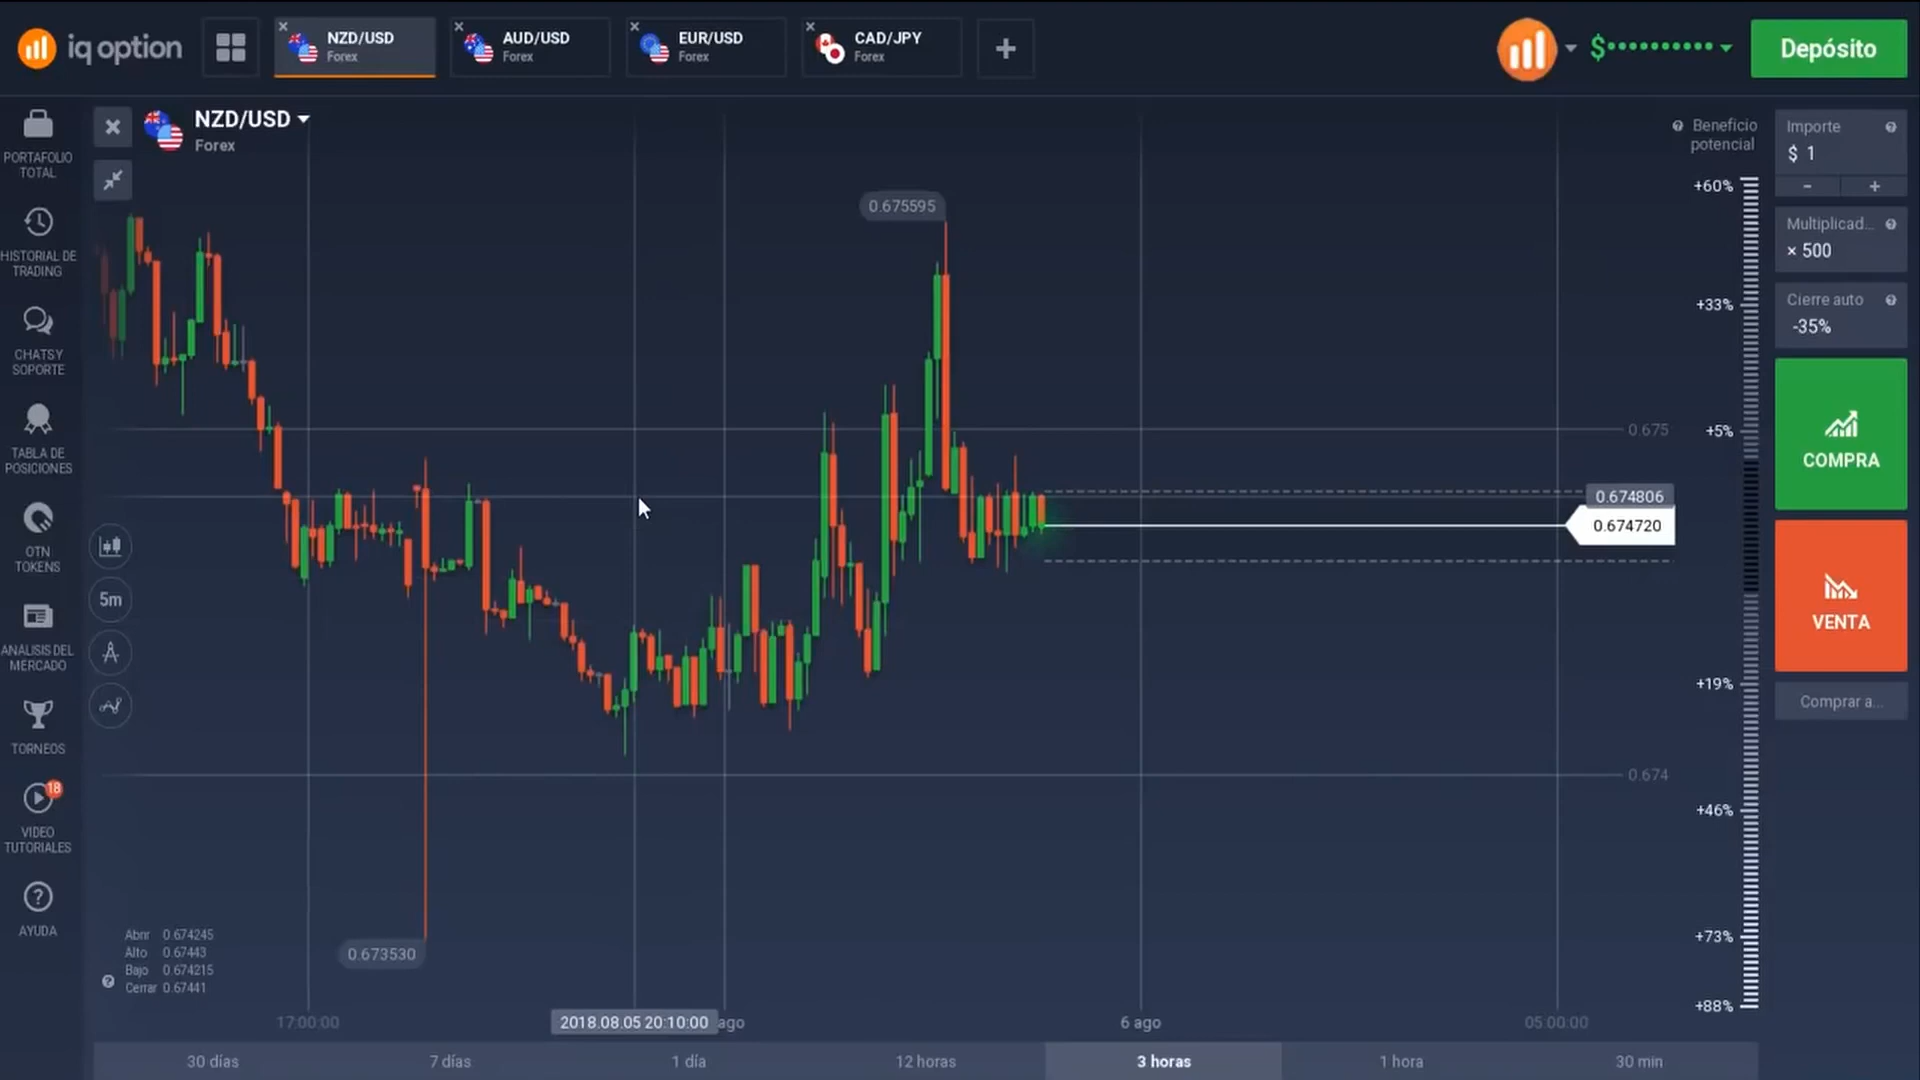 iq option
NZD/USD
Forex
AUD/USD
Forex
EUR/USD
Forex
CAD/JPY
Forex
$
Depósito
PORTAFOLIO
TOTAL
HISTORIAL DE
TRADING
CHATS Y
SOPORTE
TABLA DE
POSICIONES
OTN
TOKENS
ANÁLISIS DEL
MERCADO
TORNEOS
18
VIDEO
TUTORIALES
AYUDA
NZD/USD
Forex
5m
0.675595
0.673530
0.675
0.674806
0.674720
0.674
Abrir 0.674245
Alto 0.67443
Bajo 0.674215
Cerrar 0.67441
17:00:00
2018.08.05 20:10:00
ago
6 ago
05:00:00
30 días
7 días
1 día
12 horas
3 horas
1 hora
30 min
Beneficio
potencial
+60%
+33%
+5%
+19%
+46%
+73%
+88%
Importe
$ 1
-
+
Multiplicad...
× 500
Cierre auto
-35%
COMPRA
VENTA
Comprar a...